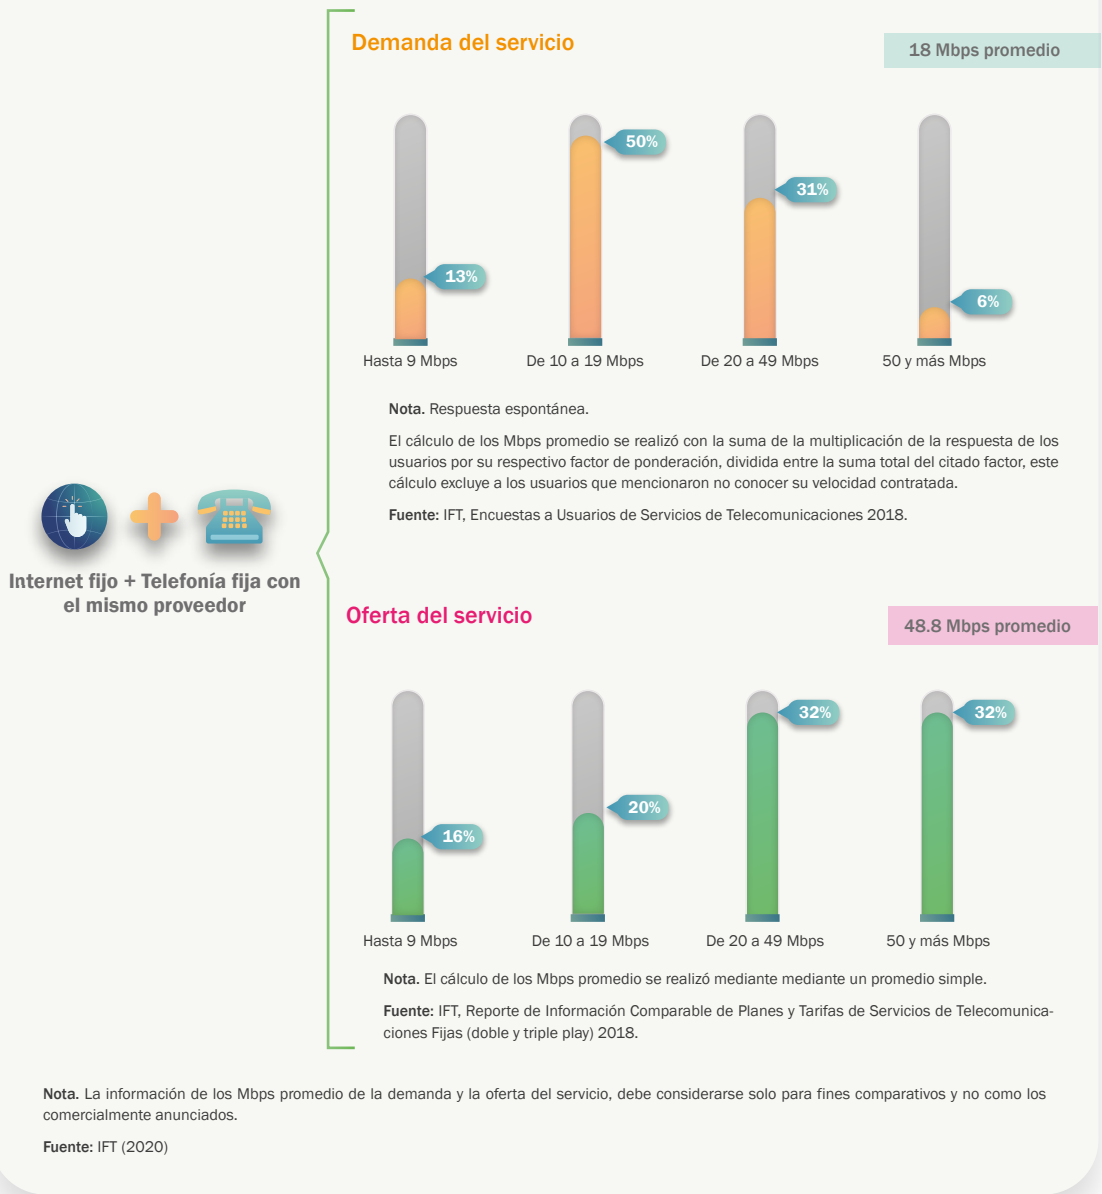 Demanda del servicio
18 Mbps promedio
50%
31%
13%
6%
Hasta 9 Mbps
De 10 a 19 Mbps
De 20 a 49 Mbps
50 y más Mbps
Nota. Respuesta espontánea.
El cálculo de los Mbps promedio se realizó con la suma de la multiplicación de la respuesta de los
usuarios por su respectivo factor de ponderación, dividida entre la suma total del citado factor, este
cálculo excluye a los usuarios que mencionaron no conocer su velocidad contratada.
Fuente: IFT, Encuestas a Usuarios de Servicios de Telecomunicaciones 2018.
Internet fijo + Telefonía fija con
el mismo proveedor
Oferta del servicio
48.8 Mbps promedio
32%
32%
20%
16%
Hasta 9 Mbps
De 10 a 19 Mbps
De 20 a 49 Mbps
50 y más Mbps
Nota. El cálculo de los Mbps promedio se realizó mediante mediante un promedio simple.
Fuente: IFT, Reporte de Información Comparable de Planes y Tarifas de Servicios de Telecomunica-
ciones Fijas (doble y triple play) 2018.
Nota. La información de los Mbps promedio de la demanda y la oferta del servicio, debe considerarse solo para fines comparativos y no como los
comercialmente anunciados.
Fuente: IFT (2020)